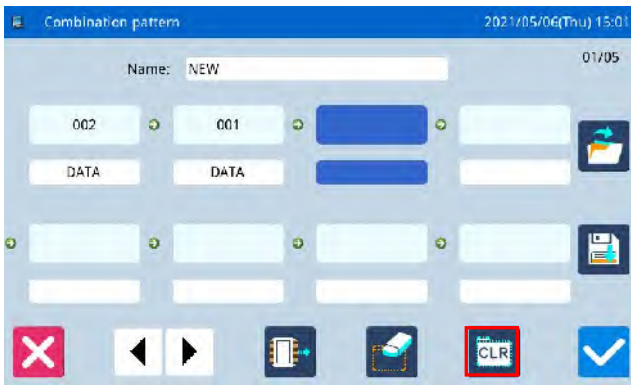 Combination pattern 2021/05/06(Thu) 15:01
01/05
Name: NEW
002 001
DATA DATA
CLR